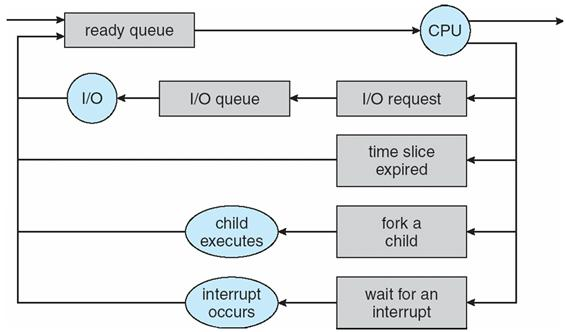 ready queue
CPU
I/O
I/O queue
I/O request
time slice
expired
child
executes
fork a
child
interrupt
occurs
wait for an
interrupt